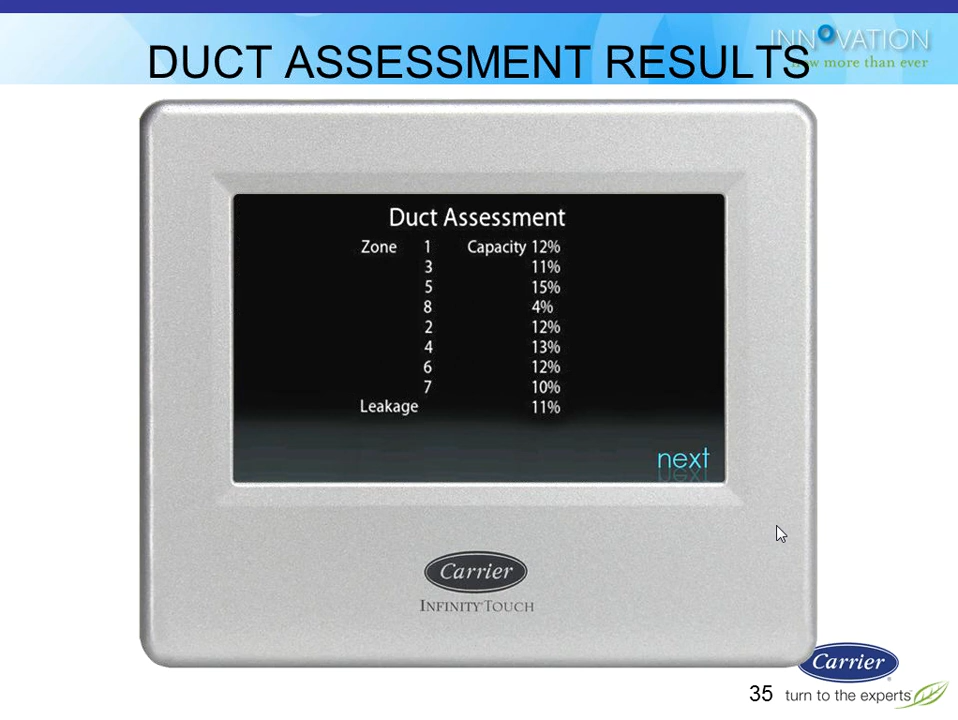 INNOVATION
now more than ever
DUCT ASSESSMENT RESULTS
Duct Assessment
Zone 1 Capacity 12%
3 11%
5 15%
8 4%
2 12%
4 13%
6 12%
7 10%
Leakage 11%
next
Carrier
INFINITY TOUCH
Carrier
35 turn to the experts